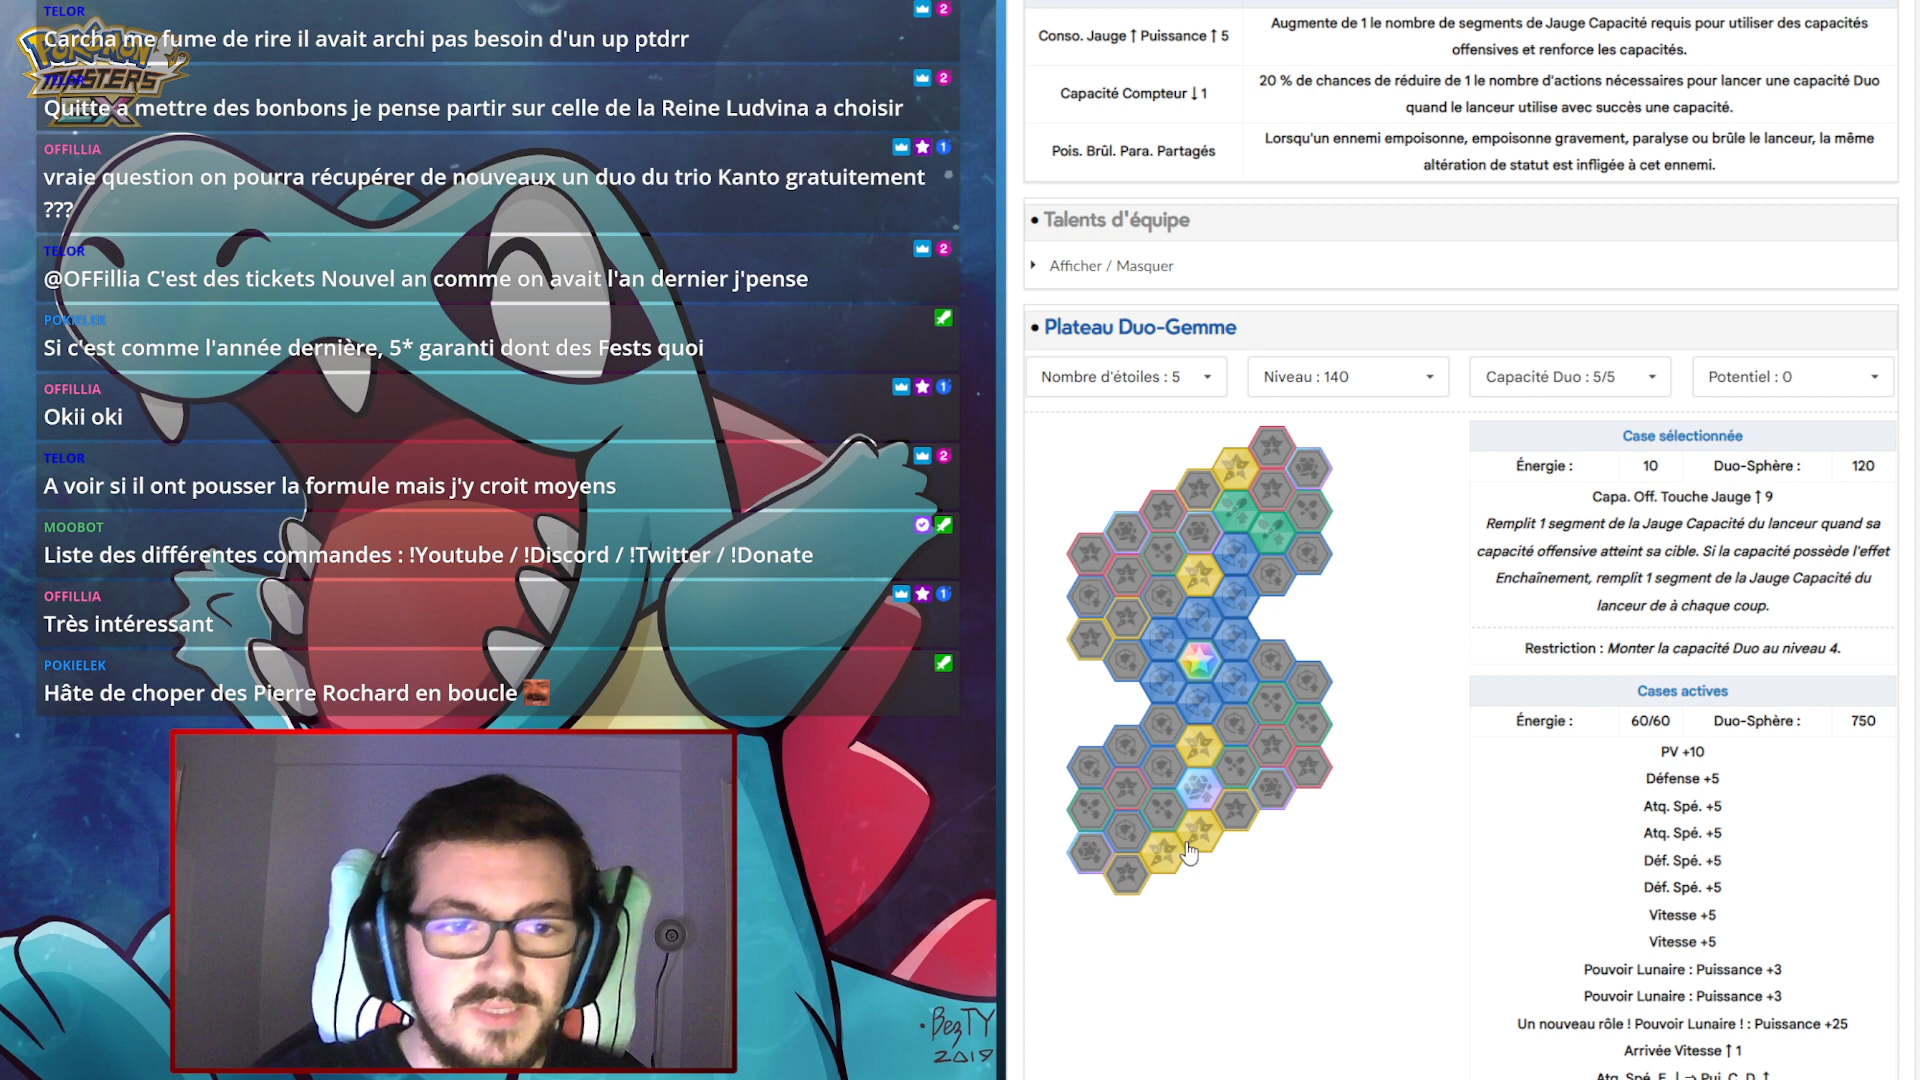 TELOR
Carcha me fume de rire il avait archi pas besoin d'un up ptdrr
POKéMON
MASTERS
EX
TELOR
Quitte a mettre des bonbons je pense partir sur celle de la Reine Ludvina a choisir
OFFILLIA
vraie question on pourra récupérer de nouveaux un duo du trio Kanto gratuitement
???
TELOR
@OFFillia C'est des tickets Nouvel an comme on avait l'an dernier j'pense
POKIELEK
Si c'est comme l'année dernière, 5* garanti dont des Fests quoi
OFFILLIA
Okii oki
TELOR
A voir si il ont pousser la formule mais j'y croit moyens
MOOBOT
Liste des différentes commandes : !Youtube / !Discord / !Twitter / !Donate
OFFILLIA
Très intéressant
POKIELEK
Hâte de choper des Pierre Rochard en boucle
BezTY
2019
Conso. Jauge ↑ Puissance ↑ 5
Augmente de 1 le nombre de segments de Jauge Capacité requis pour utiliser des capacités
offensives et renforce les capacités.
Capacité Compteur ↓ 1
20 % de chances de réduire de 1 le nombre d'actions nécessaires pour lancer une capacité Duo
quand le lanceur utilise avec succès une capacité.
Pois. Brûl. Para. Partagés
Lorsqu'un ennemi empoisonne, empoisonne gravement, paralyse ou brûle le lanceur, la même
altération de statut est infligée à cet ennemi.
• Talents d'équipe
Afficher / Masquer
• Plateau Duo-Gemme
Nombre d'étoiles : 5
Niveau : 140
Capacité Duo : 5/5
Potentiel : 0
Case sélectionnée
Énergie : 10 Duo-Sphère : 120
Capa. Off. Touche Jauge ↑ 9
Remplit 1 segment de la Jauge Capacité du lanceur quand sa
capacité offensive atteint sa cible. Si la capacité possède l'effet
Enchaînement, remplit 1 segment de la Jauge Capacité du
lanceur de à chaque coup.
Restriction : Monter la capacité Duo au niveau 4.
Cases actives
Énergie : 60/60 Duo-Sphère : 750
PV +10
Défense +5
Atq. Spé. +5
Atq. Spé. +5
Déf. Spé. +5
Déf. Spé. +5
Vitesse +5
Vitesse +5
Pouvoir Lunaire : Puissance +3
Pouvoir Lunaire : Puissance +3
Un nouveau rôle ! Pouvoir Lunaire ! : Puissance +25
Arrivée Vitesse ↑ 1